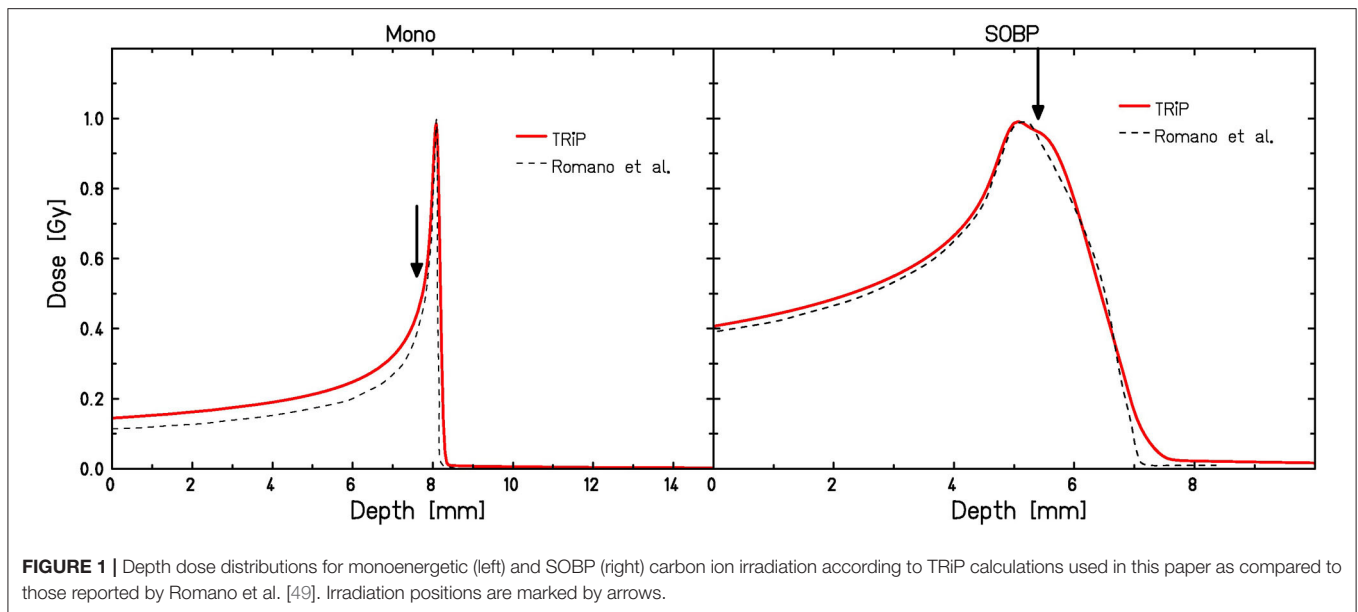 Mono
SOBP
TRiP
Romano et al.
TRiP
Romano et al.
Dose [Gy]
1.0
0.8
0.6
0.4
0.2
0.0
0 2 4 6 8 10 12 14
0 2 4 6 8
Depth [mm]
Depth [mm]
FIGURE 1 | Depth dose distributions for monoenergetic (left) and SOBP (right) carbon ion irradiation according to TRiP calculations used in this paper as compared to
those reported by Romano et al. [49]. Irradiation positions are marked by arrows.